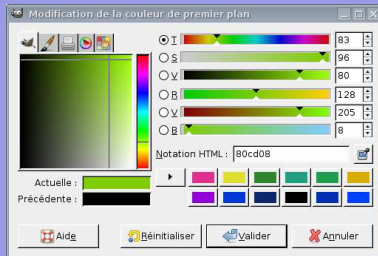 Modification de la couleur de premier plan
T 83
S 96
V 80
R 128
V 205
B 8
Notation HTML : 80cd08
Actuelle :
Précédente :
Aide
Réinitialiser
Valider
Annuler